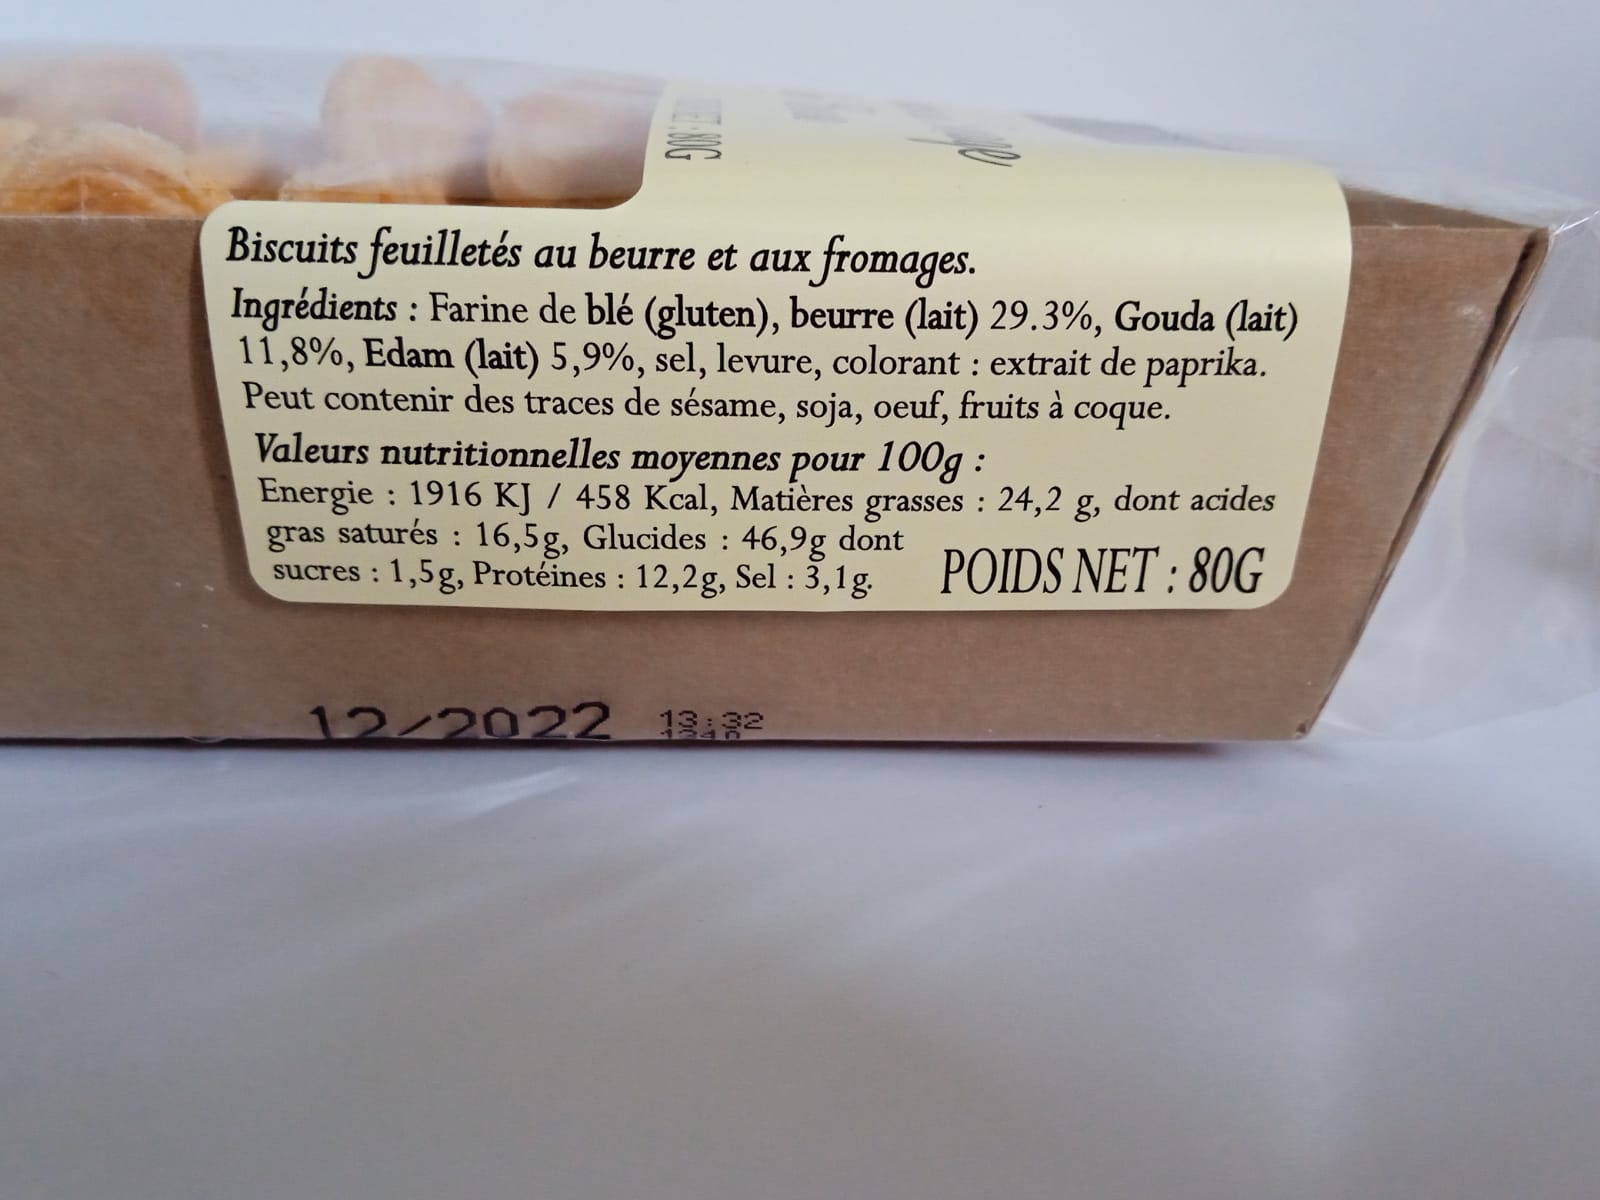 80G
Biscuits feuilletés au beurre et aux fromages.
Ingrédients : Farine de blé (gluten), beurre (lait) 29.3%, Gouda (lait)
11,8%, Edam (lait) 5,9%, sel, levure, colorant : extrait de paprika.
Peut contenir des traces de sésame, soja, oeuf, fruits à coque.
Valeurs nutritionnelles moyennes pour 100g :
Energie : 1916 KJ / 458 Kcal, Matières grasses : 24,2 g, dont acides
gras saturés : 16,5g, Glucides : 46,9g dont
sucres : 1,5g, Protéines : 12,2g, Sel : 3,1g.
POIDS NET : 80G
12/2022 13:32